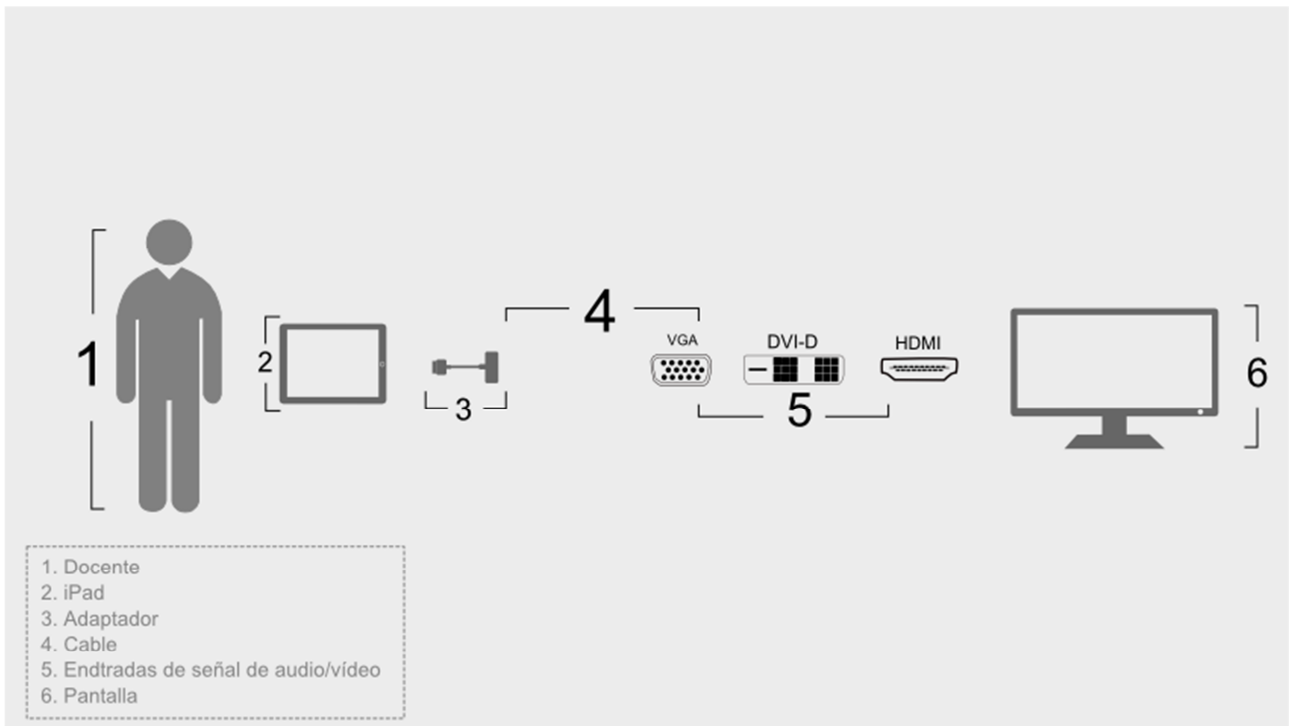 1
2
3
4
VGA
DVI-D
HDMI
5
6
1. Docente
2. iPad
3. Adaptador
4. Cable
5. Endtradas de señal de audio/vídeo
6. Pantalla